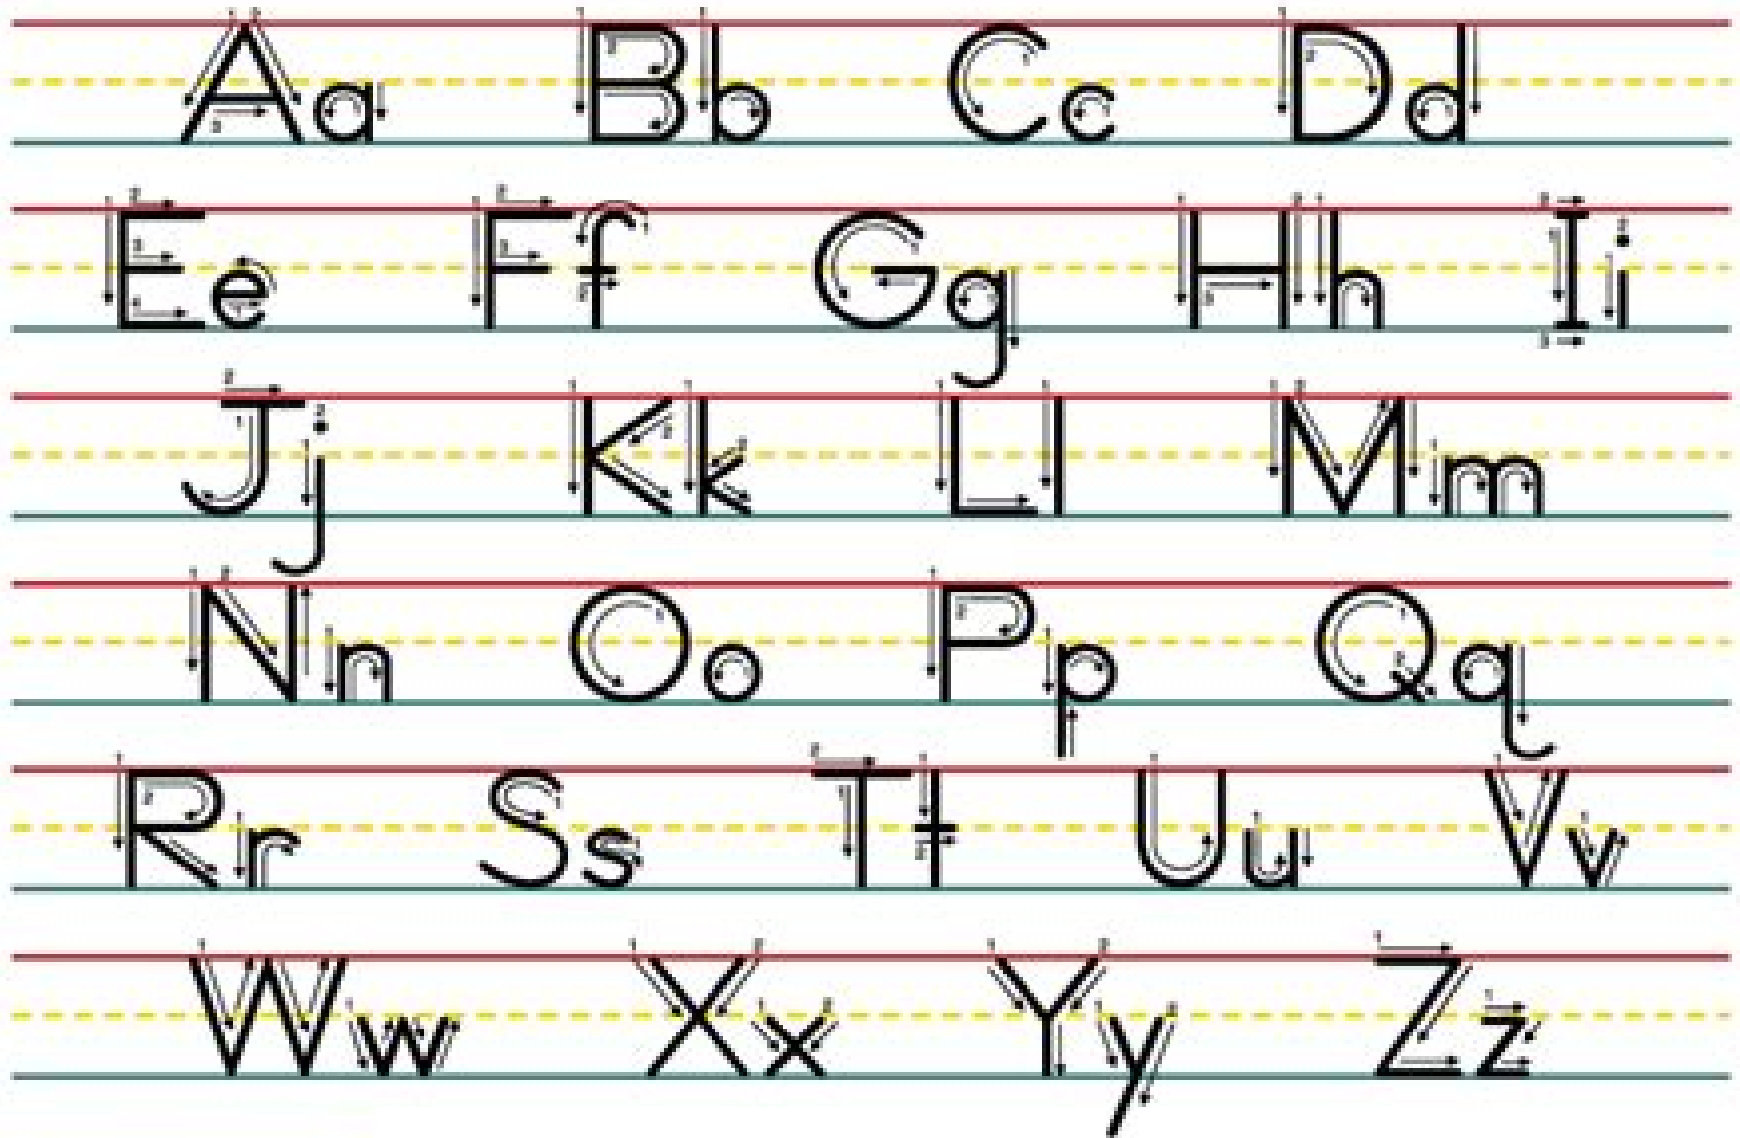 Aa Bb Cc Dd
Ee Ff Gg Hh Ii
Jj Kk Ll Mm
Nn Oo Pp Qq
Rr Ss Tt Uu Vv
Ww Xx Yy Zz